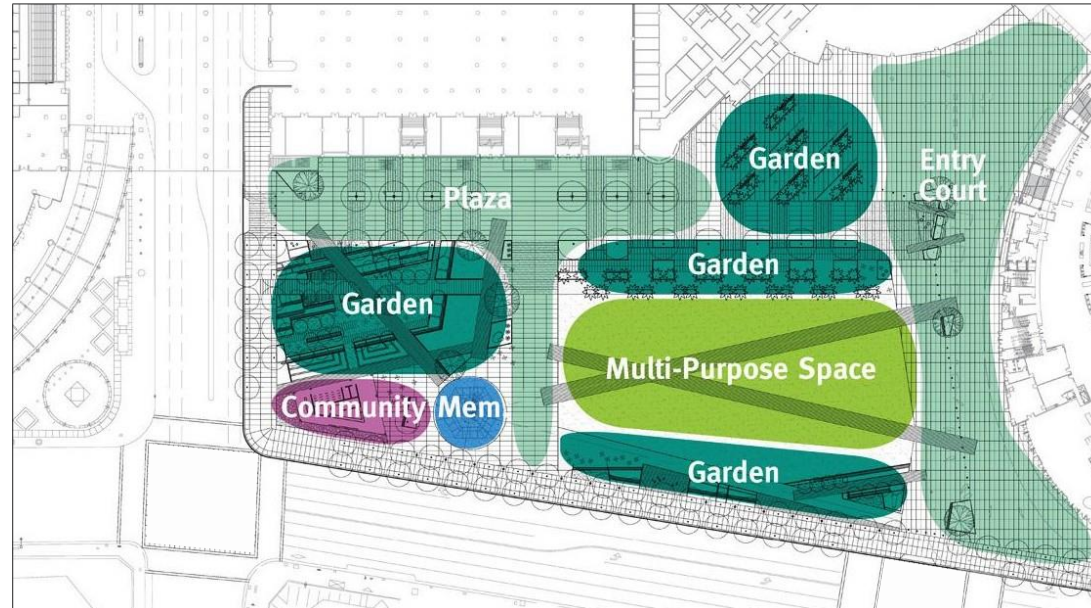 Garden
Entry
Court
Plaza
Garden
Garden
Multi-Purpose Space
Community
Mem
Garden